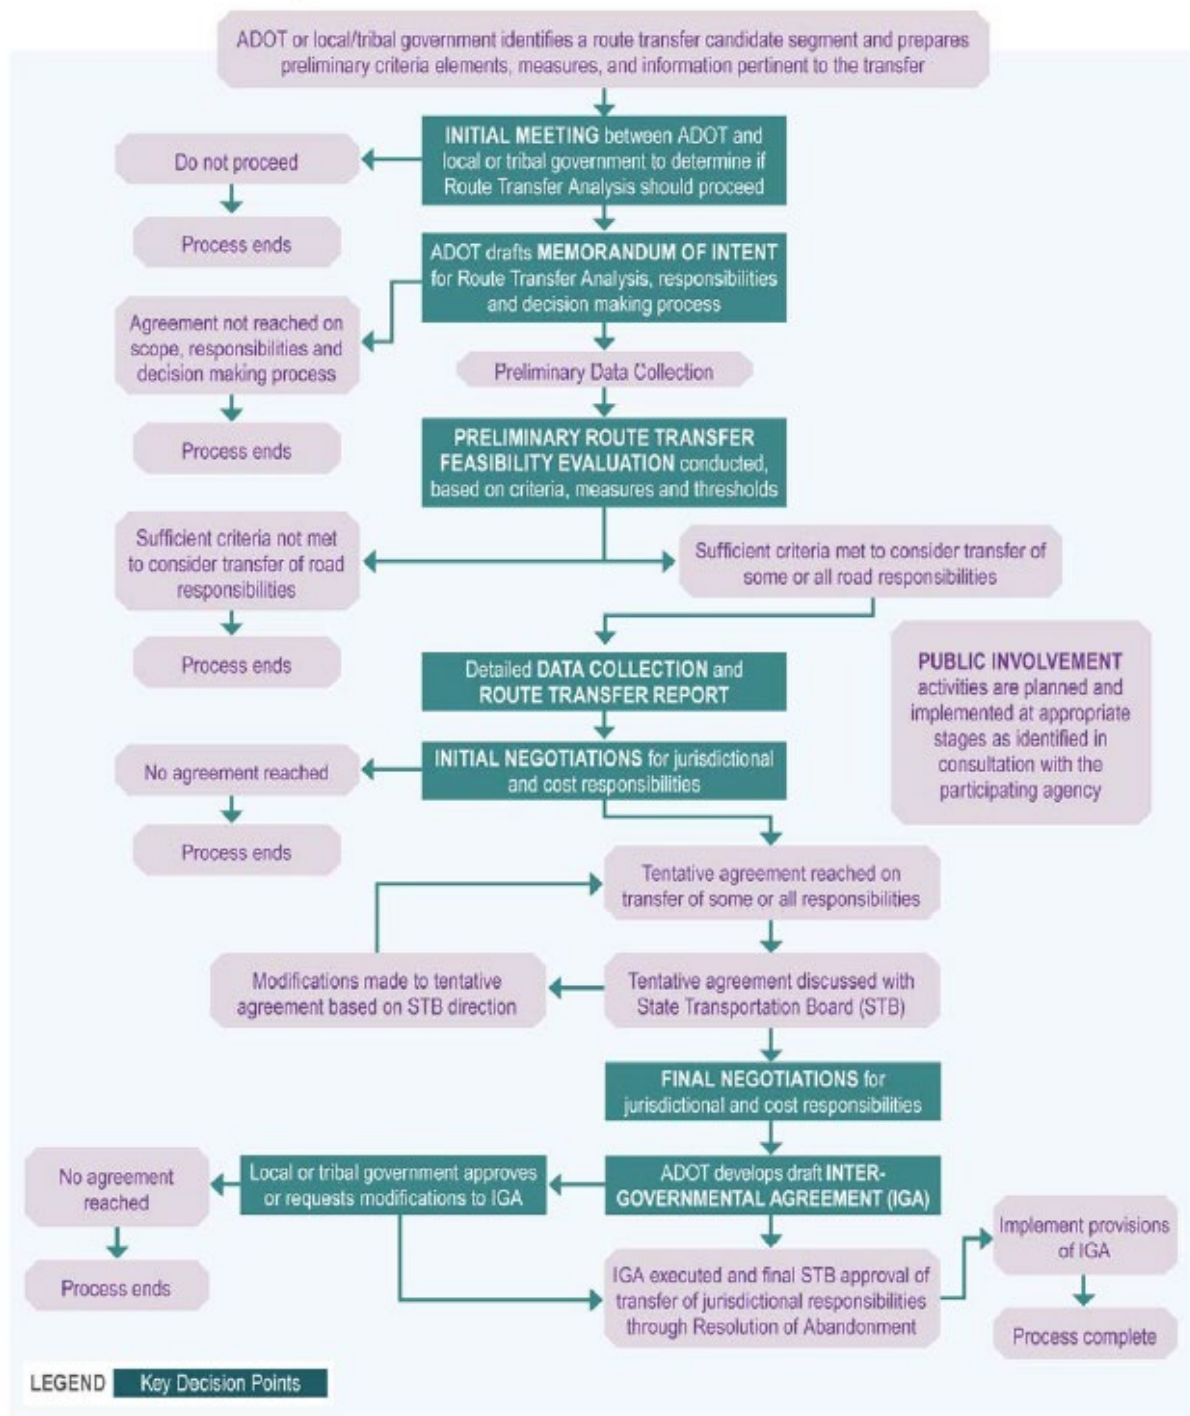 ADOT or local/tribal government identifies a route transfer candidate segment and prepares
preliminary criteria elements, measures, and information pertinent to the transfer
INITIAL MEETING between ADOT and
local or tribal government to determine if
Route Transfer Analysis should proceed
Do not proceed
Process ends
ADOT drafts MEMORANDUM OF INTENT
for Route Transfer Analysis, responsibilities
and decision making process
Agreement not reached on
scope, responsibilities and
decision making process
Process ends
Preliminary Data Collection
PRELIMINARY ROUTE TRANSFER
FEASIBILITY EVALUATION conducted,
based on criteria, measures and thresholds
Sufficient criteria not met
to consider transfer of road
responsibilities
Process ends
Sufficient criteria met to consider transfer of
some or all road responsibilities
Detailed DATA COLLECTION and
ROUTE TRANSFER REPORT
PUBLIC INVOLVEMENT
activities are planned and
implemented at appropriate
stages as identified in
consultation with the
participating agency
INITIAL NEGOTIATIONS for jurisdictional
and cost responsibilities
No agreement reached
Process ends
Tentative agreement reached on
transfer of some or all responsibilities
Tentative agreement discussed with
State Transportation Board (STB)
Modifications made to tentative
agreement based on STB direction
FINAL NEGOTIATIONS for
jurisdictional and cost responsibilities
ADOT develops draft INTER-
GOVERNMENTAL AGREEMENT (IGA)
Local or tribal government approves
or requests modifications to IGA
No agreement
reached
Process ends
IGA executed and final STB approval of
transfer of jurisdictional responsibilities
through Resolution of Abandonment
Implement provisions
of IGA
Process complete
LEGEND Key Decision Points